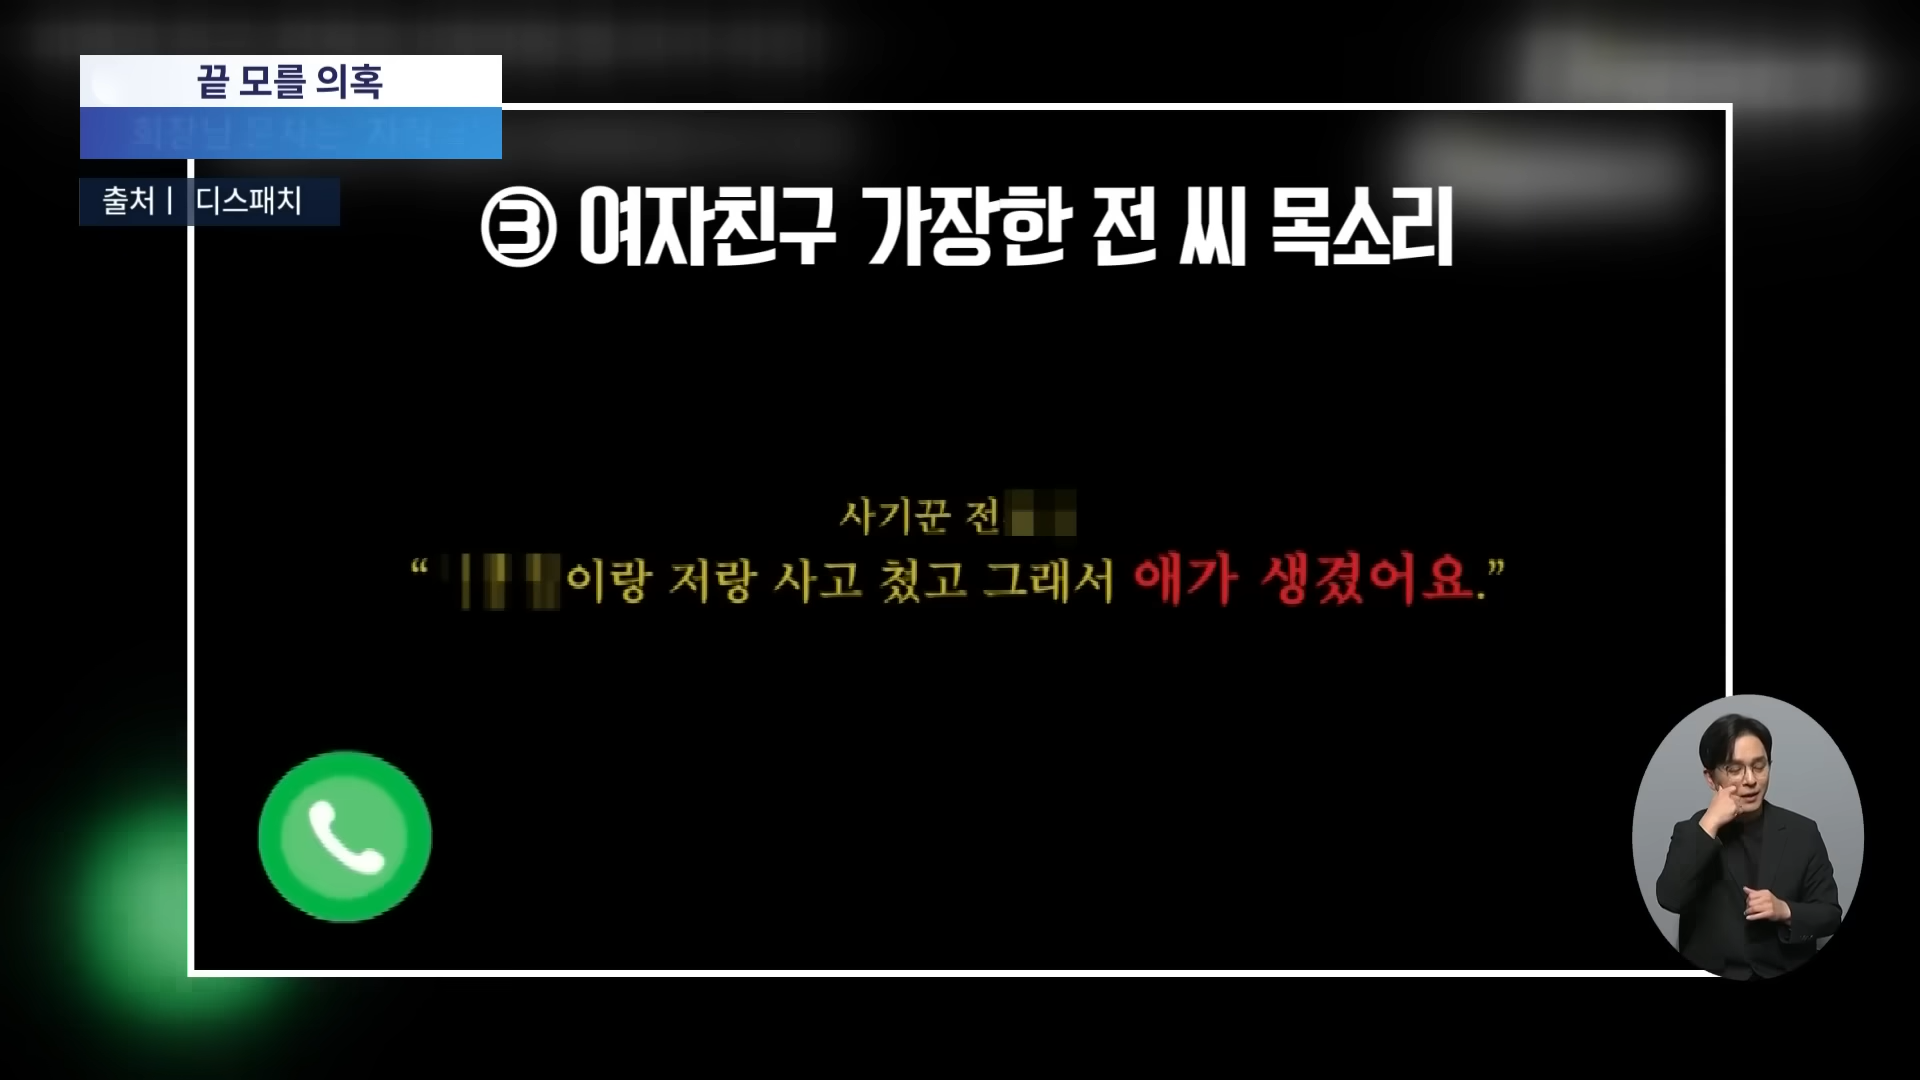 끝 모를 의혹
출처ㅣ 디스패치
③ 여자친구 가장한 전 씨 목소리
사기꾼 전
“ 이랑 저랑 사고 쳤고 그래서 애가 생겼어요.”